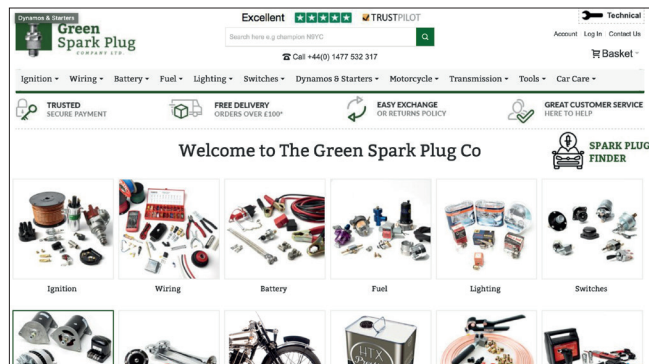 Dynamos & Starters
Green
Spark Plug
COMPANY LTD.
Excellent TRUSTPILOT
Technical
Search here e.g champion N9YC
Account Log In Contact Us
Call +44(0) 1477 532 317
Basket
Ignition Wiring Battery Fuel Lighting Switches Dynamos & Starters Motorcycle Transmission Tools Car Care
TRUSTED
SECURE PAYMENT
FREE DELIVERY
ORDERS OVER £100*
EASY EXCHANGE
OR RETURNS POLICY
GREAT CUSTOMER SERVICE
HERE TO HELP
Welcome to The Green Spark Plug Co
SPARK PLUG
FINDER
Ignition Wiring Battery Fuel Lighting Switches
HTX